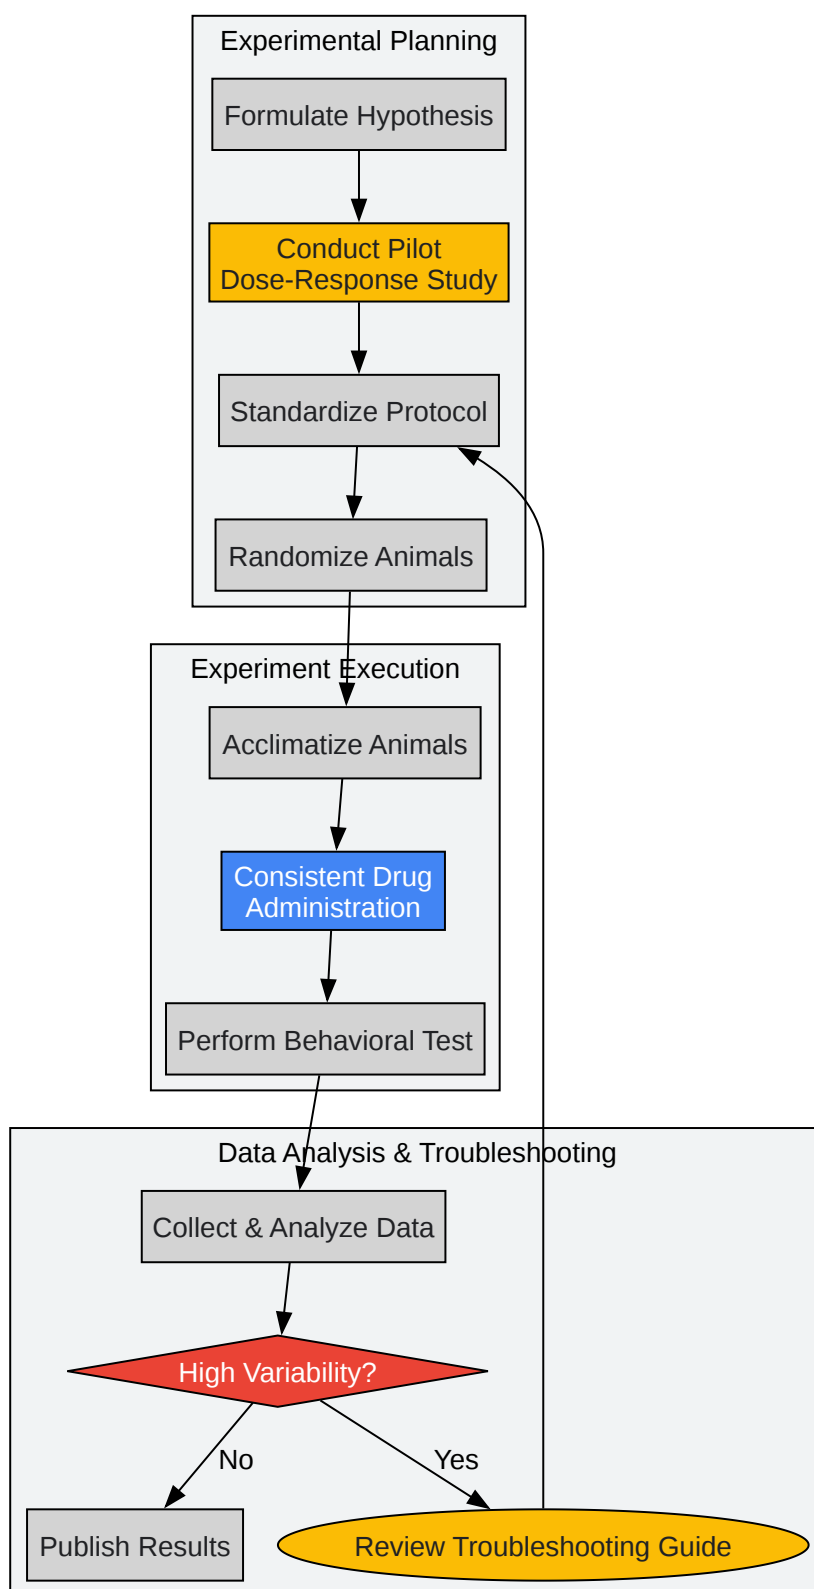 Experimental Planning
Formulate Hypothesis
Conduct Pilot
Dose-Response Study
Standardize Protocol
Randomize Animals
Experiment Execution
Acclimatize Animals
Consistent Drug
Administration
Perform Behavioral Test
Data Analysis & Troubleshooting
Collect & Analyze Data
High Variability?
No
Yes
Publish Results
Review Troubleshooting Guide